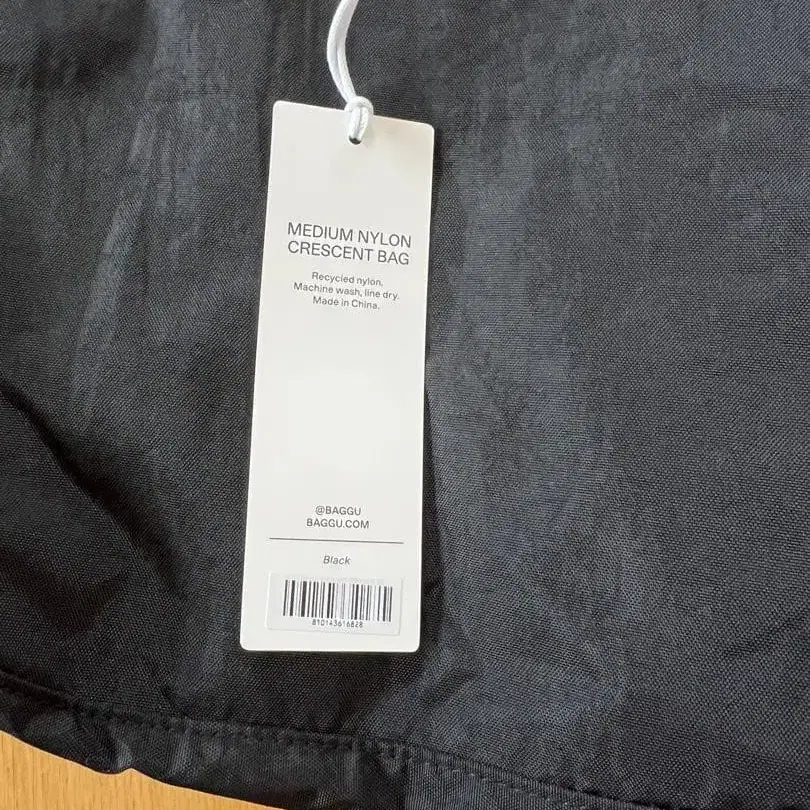 MEDIUM NYLON
CRESCENT BAG
Recycled nylon.
Machine wash, line dry.
Made in China.
@BAGGU
BAGGU.COM
Black
810143616828